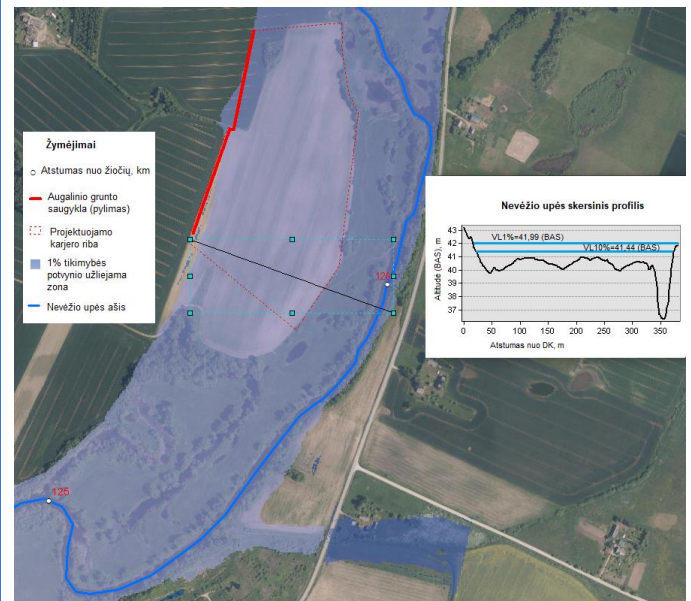 Žymėjimai
Atstumas nuo žiočių, km
Augalinio grunto
saugykla (pylimas)
Projektuojamo
karjero riba
1% tikimybės
potvynio užliejama
zona
Nevėžio upės ašis
126
125
Nevėžio upės skersinis profilis
Altitudė (BAS), m
43
42
41
40
39
38
37
VL1%=41,99 (BAS)
VL10%=41,44 (BAS)
0 50 100 150 200 250 300 350
Atstumas nuo DK, m